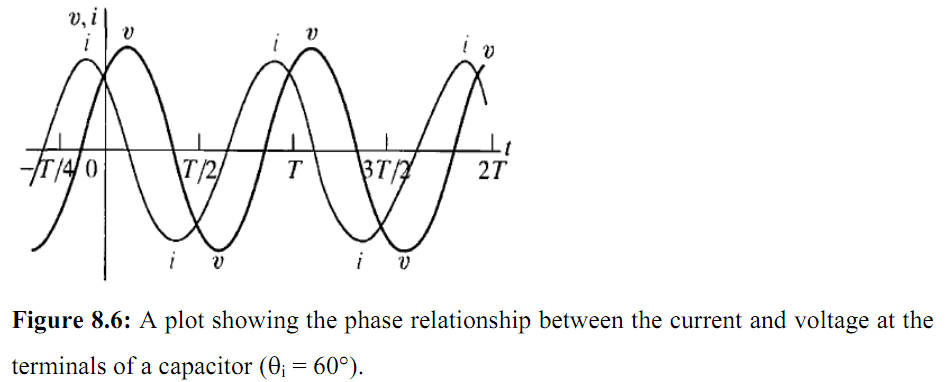 v, i
i v i v i v
-T/4 0 T/2 T 3T/2 2T t
i v i v
Figure 8.6: A plot showing the phase relationship between the current and voltage at the
terminals of a capacitor (θi = 60°).